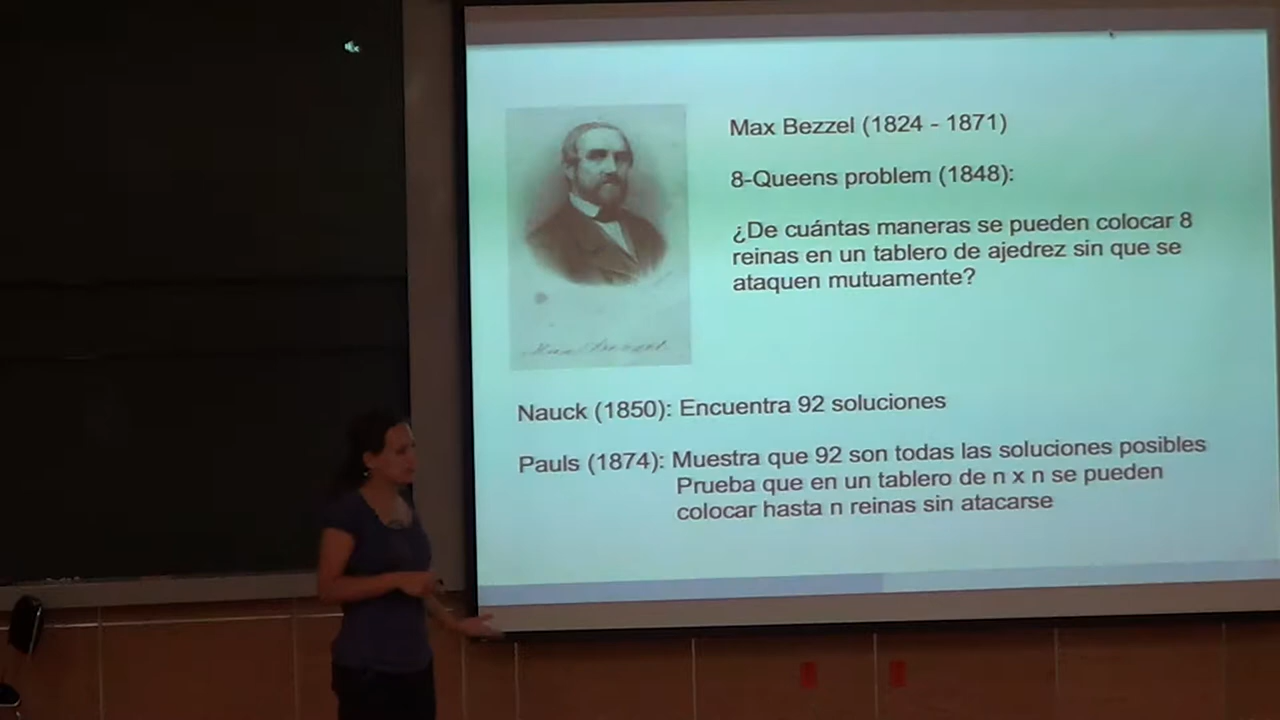 Max Bezzel (1824 - 1871)
8-Queens problem (1848):
¿De cuántas maneras se pueden colocar 8
reinas en un tablero de ajedrez sin que se
ataquen mutuamente?
Max Bezzel
Nauck (1850): Encuentra 92 soluciones
Pauls (1874): Muestra que 92 son todas las soluciones posibles
Prueba que en un tablero de n x n se pueden
colocar hasta n reinas sin atacarse